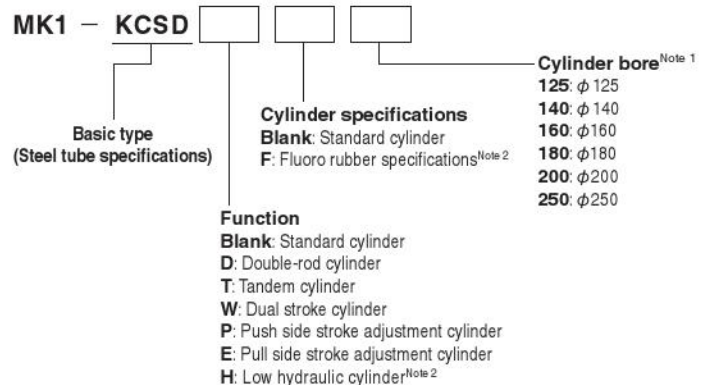 MK1 − KCSD
Cylinder bore Note 1
125: φ125
140: φ140
160: φ160
180: φ180
200: φ200
250: φ250
Cylinder specifications
Blank: Standard cylinder
F: Fluoro rubber specifications Note 2
Basic type
(Steel tube specifications)
Function
Blank: Standard cylinder
D: Double-rod cylinder
T: Tandem cylinder
W: Dual stroke cylinder
P: Push side stroke adjustment cylinder
E: Pull side stroke adjustment cylinder
H: Low hydraulic cylinder Note 2